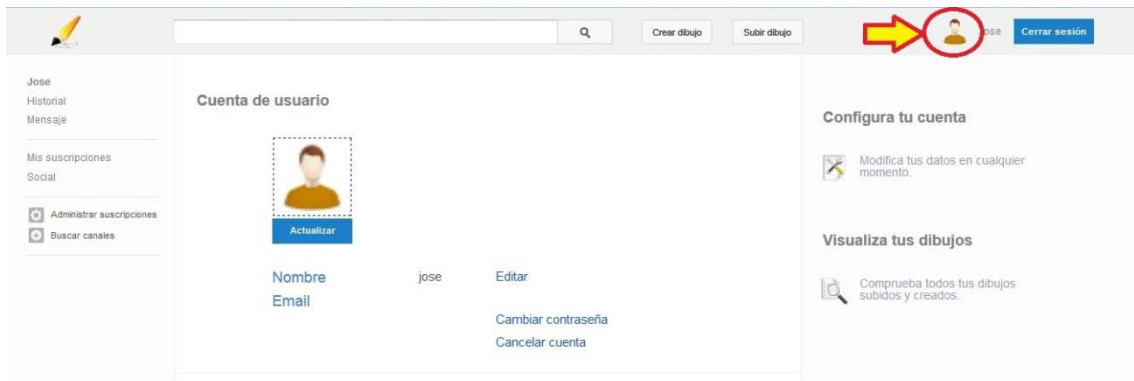 Crear dibujo
Subir dibujo
Jose
Cerrar sesión
Jose
Historial
Mensaje
Mis suscripciones
Social
Administrar suscripciones
Buscar canales
Cuenta de usuario
Actualizar
Nombre jose Editar
Email
Cambiar contraseña
Cancelar cuenta
Configura tu cuenta
Modifica tus datos en cualquier
momento.
Visualiza tus dibujos
Comprueba todos tus dibujos
subidos y creados.